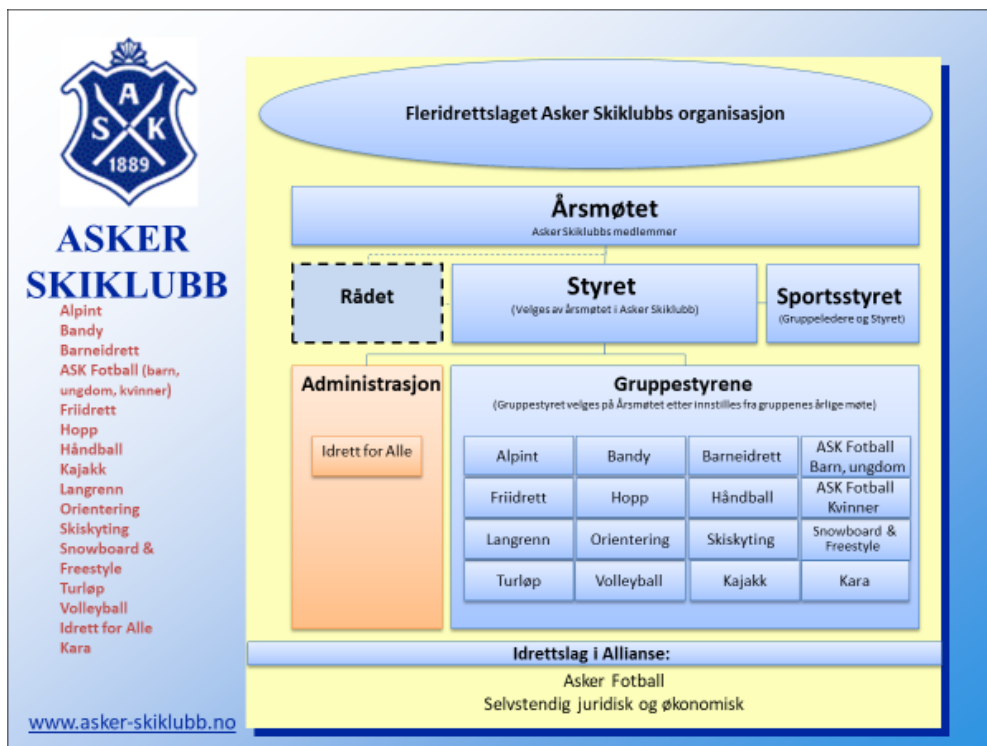 A
S K
1889
ASKER
SKIKLUBB
Alpint
Bandy
Barneidrett
ASK Fotball (barn,
ungdom, kvinner)
Friidrett
Hopp
Håndball
Kajakk
Langrenn
Orientering
Skiskyting
Snowboard &
Freestyle
Turløp
Volleyball
Idrett for Alle
Kara
www.asker-skiklubb.no
Fleridrettslaget Asker Skiklubbs organisasjon
Årsmøtet
Asker Skiklubbs medlemmer
Rådet
Styret
(Velges av årsmøtet i Asker Skiklubb)
Sportsstyret
(Gruppeledere og Styret)
Administrasjon
Idrett for Alle
Gruppestyrene
(Gruppestyret velges på Årsmøtet etter innstilles fra gruppenes årlige møte)
Alpint
Bandy
Barneidrett
ASK Fotball
Barn, ungdom
Friidrett
Hopp
Håndball
ASK Fotball
Kvinner
Langrenn
Orientering
Skiskyting
Snowboard &
Freestyle
Turløp
Volleyball
Kajakk
Kara
Idrettslag i Allianse:
Asker Fotball
Selvstendig juridisk og økonomisk